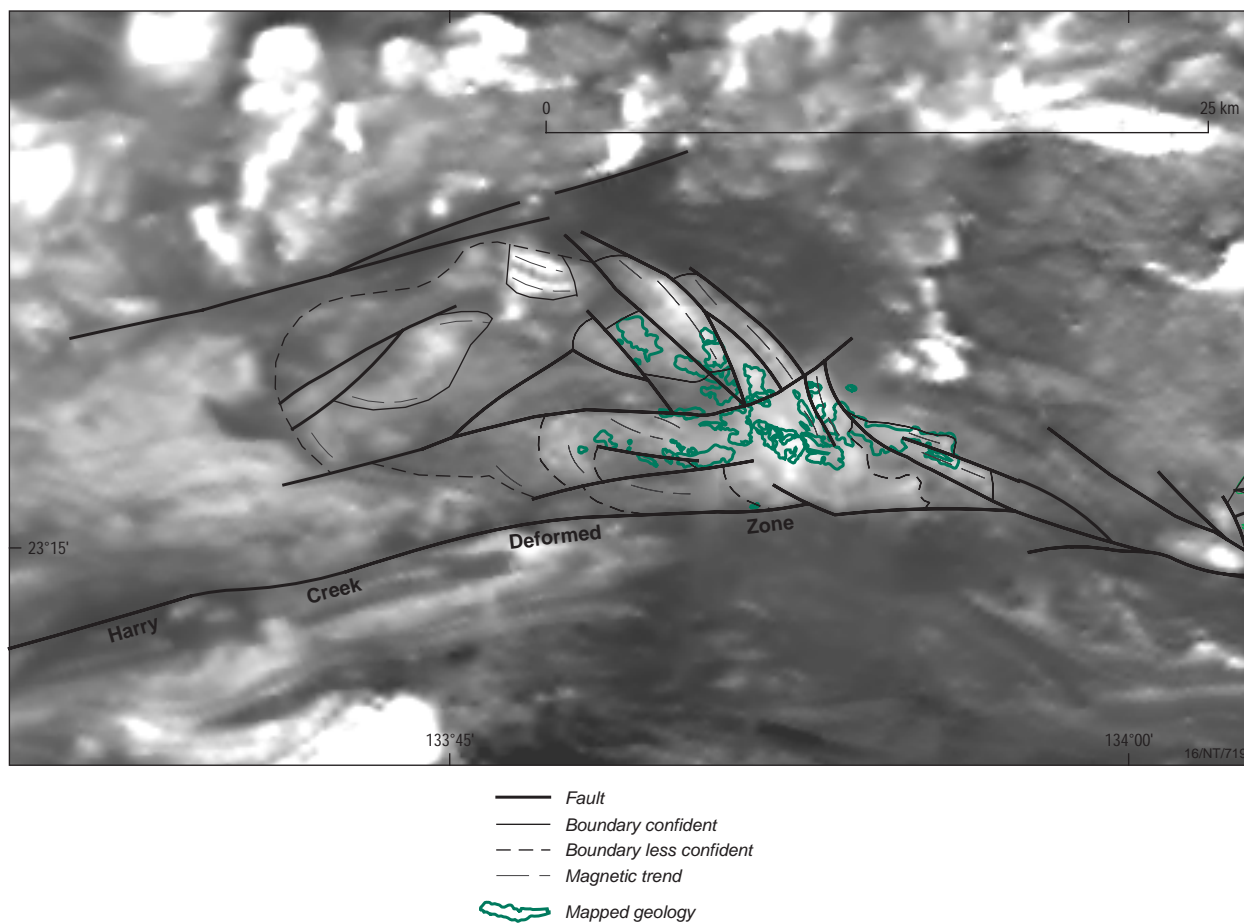 0
25 km
Deformed
Zone
23°15'
Creek
Harry
133°45'
134°00'
16/NT/719
Fault
Boundary confident
Boundary less confident
Magnetic trend
Mapped geology